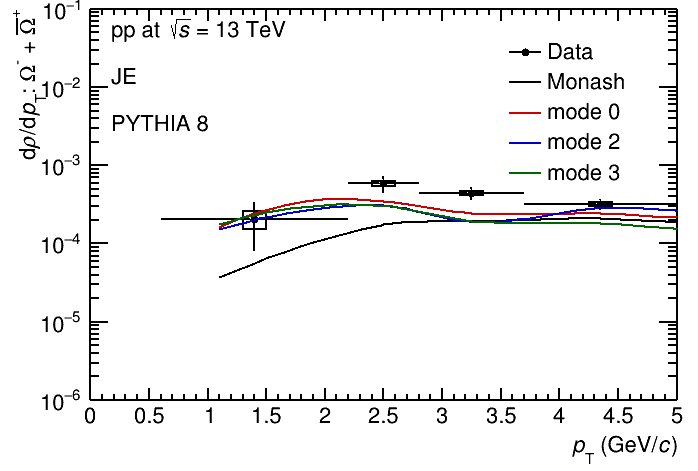 dρ/dp_T: Ω⁻ + Ω̅⁺
pp at √s = 13 TeV
JE
PYTHIA 8
Data
Monash
mode 0
mode 2
mode 3
10⁻¹
10⁻²
10⁻³
10⁻⁴
10⁻⁵
10⁻⁶
0 0.5 1 1.5 2 2.5 3 3.5 4 4.5 5
p_T (GeV/c)